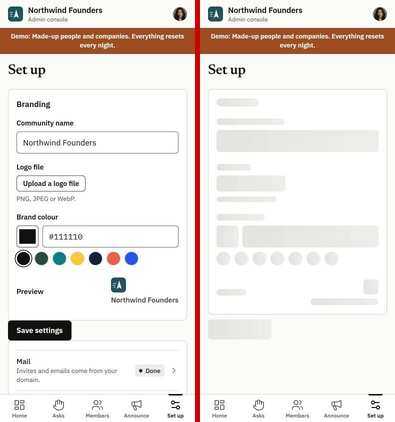 Northwind Founders
Admin console
Demo: Made-up people and companies. Everything resets
every night.
Set up
Branding
Community name
Northwind Founders
Logo file
Upload a logo file
PNG, JPEG or WebP.
Brand colour
#111110
Preview
Northwind Founders
Save settings
Mail
Invites and emails come from your
domain.
Done
Home
Asks
Members
Announce
Set up
Northwind Founders
Admin console
Demo: Made-up people and companies. Everything resets
every night.
Set up
Home
Asks
Members
Announce
Set up